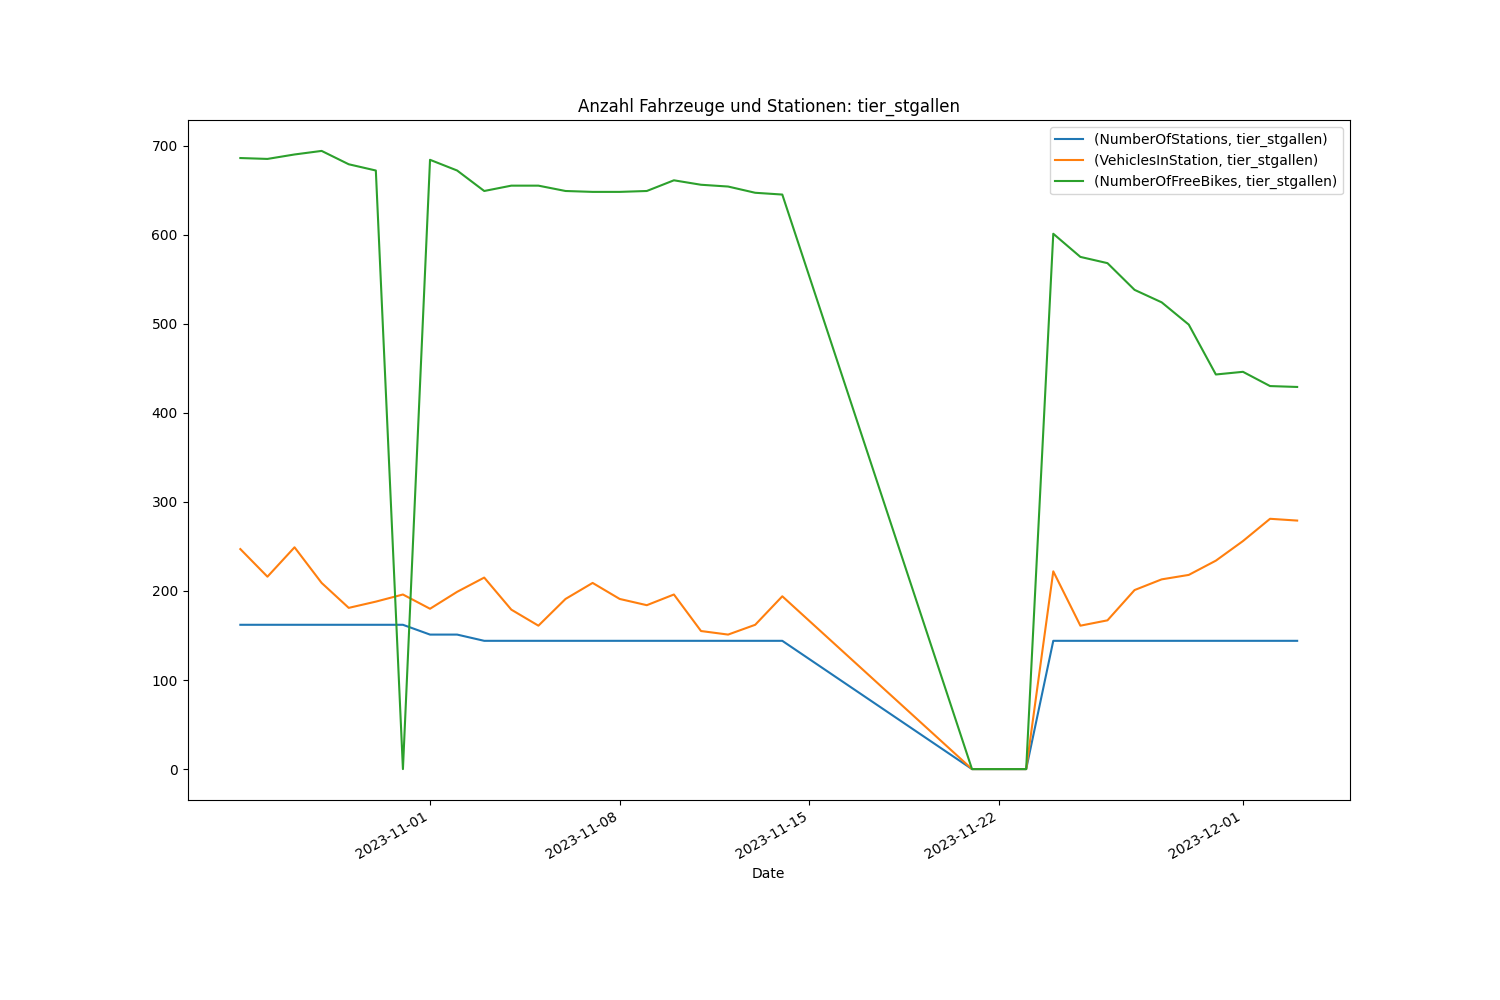 Anzahl Fahrzeuge und Stationen: tier_stgallen
(NumberOfStations, tier_stgallen)
(VehiclesInStation, tier_stgallen)
(NumberOfFreeBikes, tier_stgallen)
700
600
500
400
300
200
100
0
2023-11-01
2023-11-08
2023-11-15
2023-11-22
2023-12-01
Date